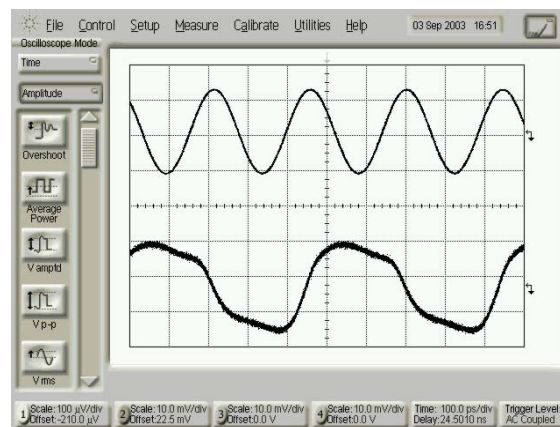 File Control Setup Measure Calibrate Utilities Help 03 Sep 2003 16:51
Oscilloscope Mode
Time
Amplitude
Overshoot
Average
Power
V amptd
V p-p
V rms
1 Scale:100 µV/div
Offset:-210.0 µV
2 Scale:10.0 mV/div
Offset:22.5 mV
3 Scale:10.0 mV/div
Offset:0.0 V
4 Scale:10.0 mV/div
Offset:0.0 V
Time: 100.0 ps/div
Delay:24.5010 ns
Trigger Level
AC Coupled